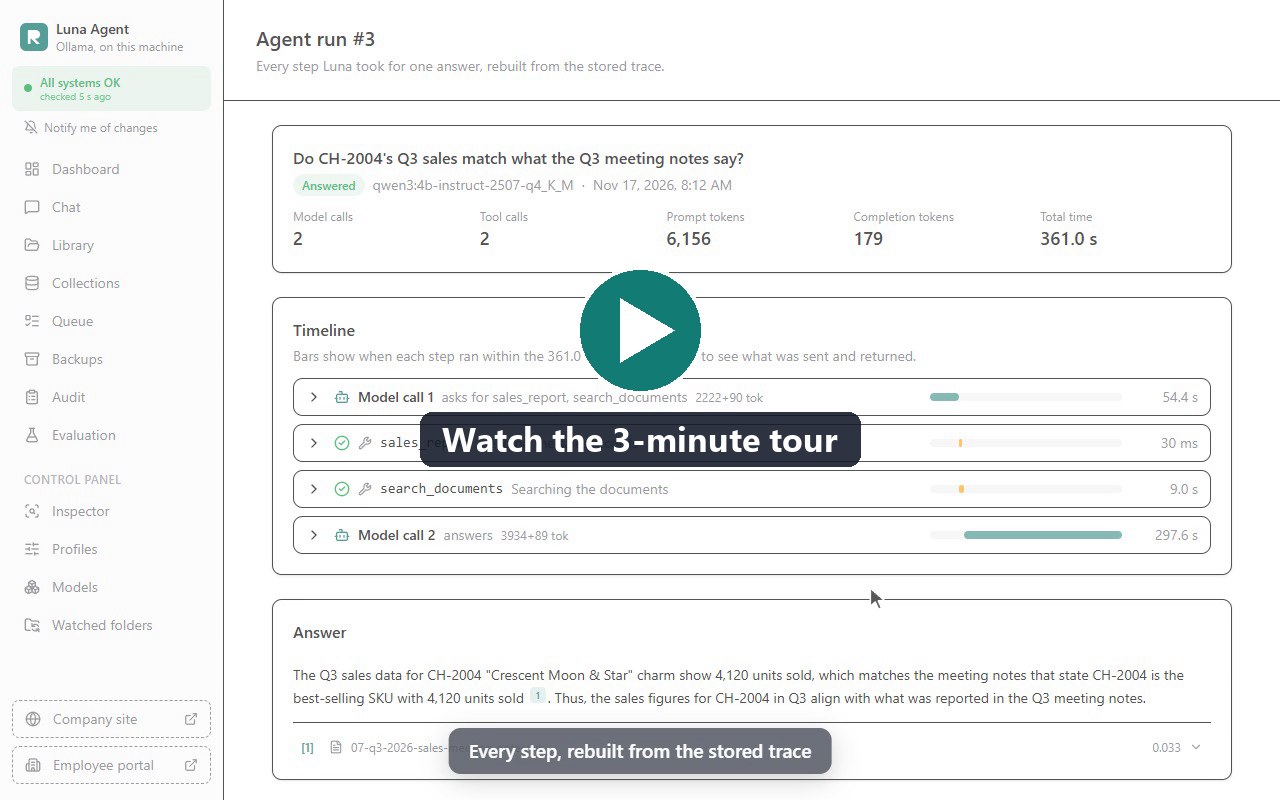 Luna Agent
Ollama, on this machine
All systems OK
checked 5 s ago
Notify me of changes
Dashboard
Chat
Library
Collections
Queue
Backups
Audit
Evaluation
CONTROL PANEL
Inspector
Profiles
Models
Watched folders
Company site
Employee portal
Agent run #3
Every step Luna took for one answer, rebuilt from the stored trace.
Do CH-2004's Q3 sales match what the Q3 meeting notes say?
Answered qwen3:4b-instruct-2507-q4_K_M · Nov 17, 2026, 8:12 AM
Model calls Tool calls Prompt tokens Completion tokens Total time
2 2 6,156 179 361.0 s
Timeline
Bars show when each step ran within the 361.0 to see what was sent and returned.
Model call 1 asks for sales_report, search_documents 2222+90 tok 54.4 s
30 ms
Watch the 3-minute tour
search_documents Searching the documents 9.0 s
Model call 2 answers 3934+89 tok 297.6 s
Answer
The Q3 sales data for CH-2004 "Crescent Moon & Star" charm show 4,120 units sold, which matches the meeting notes that state CH-2004 is the
best-selling SKU with 4,120 units sold 1 . Thus, the sales figures for CH-2004 in Q3 align with what was reported in the Q3 meeting notes.
[1] 07-q3-2026-sales- 0.033
Every step, rebuilt from the stored trace